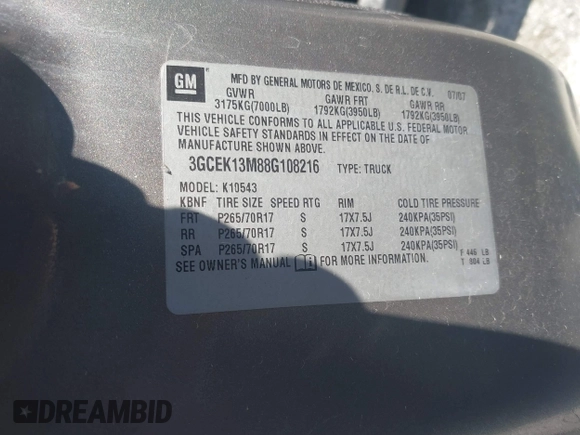 GM
MFD BY GENERAL MOTORS DE MEXICO, S. DE R.L. DE C.V. 07/07
GVWR GAWR FRT GAWR RR
3175KG(7000LB) 1792KG(3950LB) 1792KG(3950LB)
THIS VEHICLE CONFORMS TO ALL APPLICABLE U.S. FEDERAL MOTOR
VEHICLE SAFETY STANDARDS IN EFFECT ON THE DATE OF
MANUFACTURE SHOWN ABOVE.
3GCEK13M88G108216 TYPE: TRUCK
MODEL: K10543
KBNF TIRE SIZE SPEED RTG RIM COLD TIRE PRESSURE
FRT P265/70R17 S 17X7.5J 240KPA(35PSI)
RR P265/70R17 S 17X7.5J 240KPA(35PSI)
SPA P265/70R17 S 17X7.5J 240KPA(35PSI)
SEE OWNER'S MANUAL FOR MORE INFORMATION. F 446 LB
T 884 LB
DREAMBID